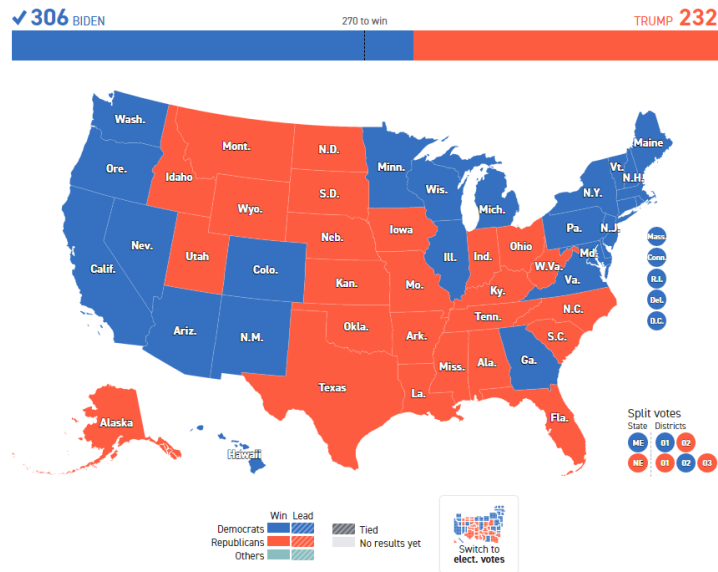 306 BIDEN
270 to win
TRUMP 232
Wash.
Maine
Mont.
N.D.
Minn.
Vt.
Ore.
Idaho
N.H.
Wis.
S.D.
N.Y.
Wyo.
Mich.
Iowa
Pa.
N.J.
Neb.
Mass.
Nev.
Ohio
Utah
Ill.
Ind.
Md.
Conn.
Calif.
Colo.
W.Va.
Va.
R.I.
Kan.
Mo.
Ky.
Del.
N.C.
Tenn.
D.C.
Okla.
Ariz.
N.M.
Ark.
S.C.
Miss.
Ala.
Ga.
Texas
La.
Fla.
Alaska
Hawaii
Split votes
State Districts
ME 01 02
NE 01 02 03
Win Lead
Democrats
Tied
Republicans
No results yet
Others
Switch to
elect. votes